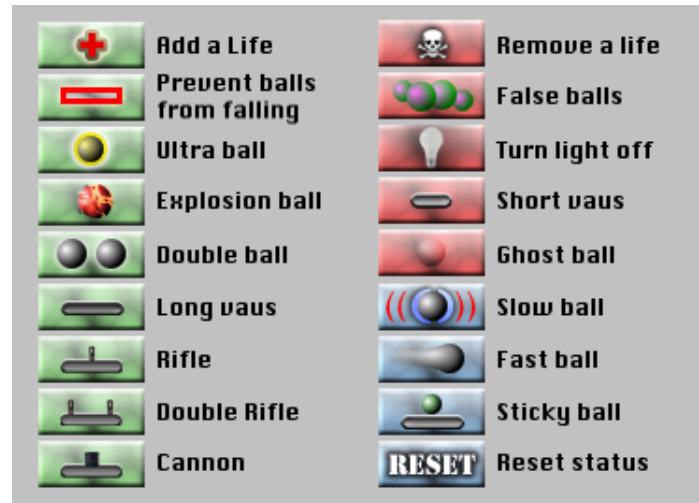 Add a Life
Prevent balls
from falling
Ultra ball
Explosion ball
Double ball
Long vaus
Rifle
Double Rifle
Cannon
Remove a life
False balls
Turn light off
Short vaus
Ghost ball
Slow ball
Fast ball
Sticky ball
RESET Reset status